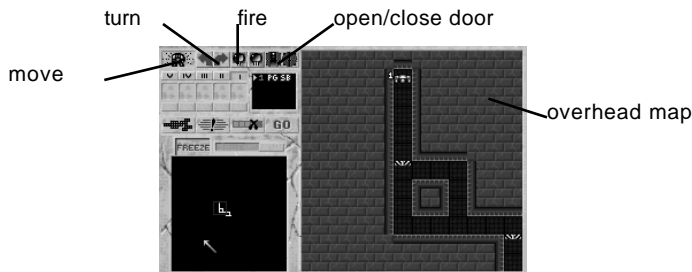 turn fire open/close door
move
V IV III II I
▶1 PG SB
1
GO
FREEZE
overhead map